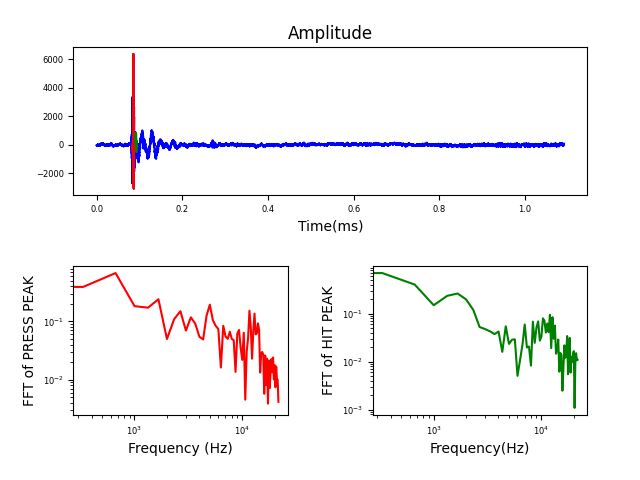 Amplitude
6000
4000
2000
0
−2000
0.0 0.2 0.4 0.6 0.8 1.0
Time(ms)
FFT of PRESS PEAK
10⁻¹
10⁻²
10³ 10⁴
Frequency (Hz)
FFT of HIT PEAK
10⁻¹
10⁻²
10⁻³
10³ 10⁴
Frequency(Hz)